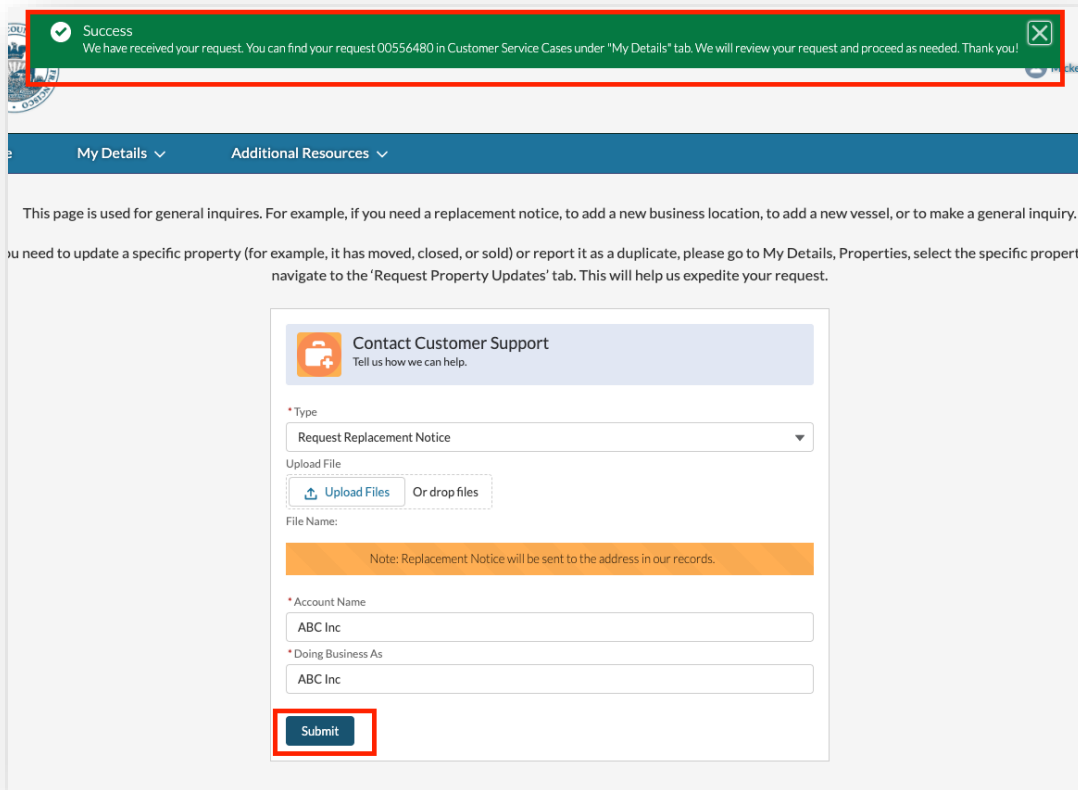 Success
We have received your request. You can find your request 00556480 in Customer Service Cases under "My Details" tab. We will review your request and proceed as needed. Thank you!
My Details
Additional Resources
This page is used for general inquires. For example, if you need a replacement notice, to add a new business location, to add a new vessel, or to make a general inquiry.
need to update a specific property (for example, it has moved, closed, or sold) or report it as a duplicate, please go to My Details, Properties, select the specific
navigate to the ‘Request Property Updates’ tab. This will help us expedite your request.
Contact Customer Support
Tell us how we can help.
*Type
Request Replacement Notice
Upload File
Upload Files Or drop files
File Name:
Note: Replacement Notice will be sent to the address in our records.
*Account Name
ABC Inc
*Doing Business As
ABC Inc
Submit